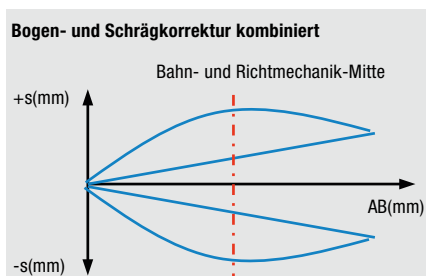 Bogen- und Schrägkorrektur kombiniert
Bahn- und Richtmechanik-Mitte
+s(mm)
AB(mm)
-s(mm)